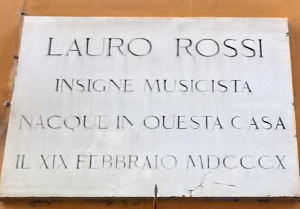 LAURO ROSSI
INSIGNE MUSICISTA
NACQUE IN QUESTA CASA
IL XIX FEBBRAIO MDCCCX